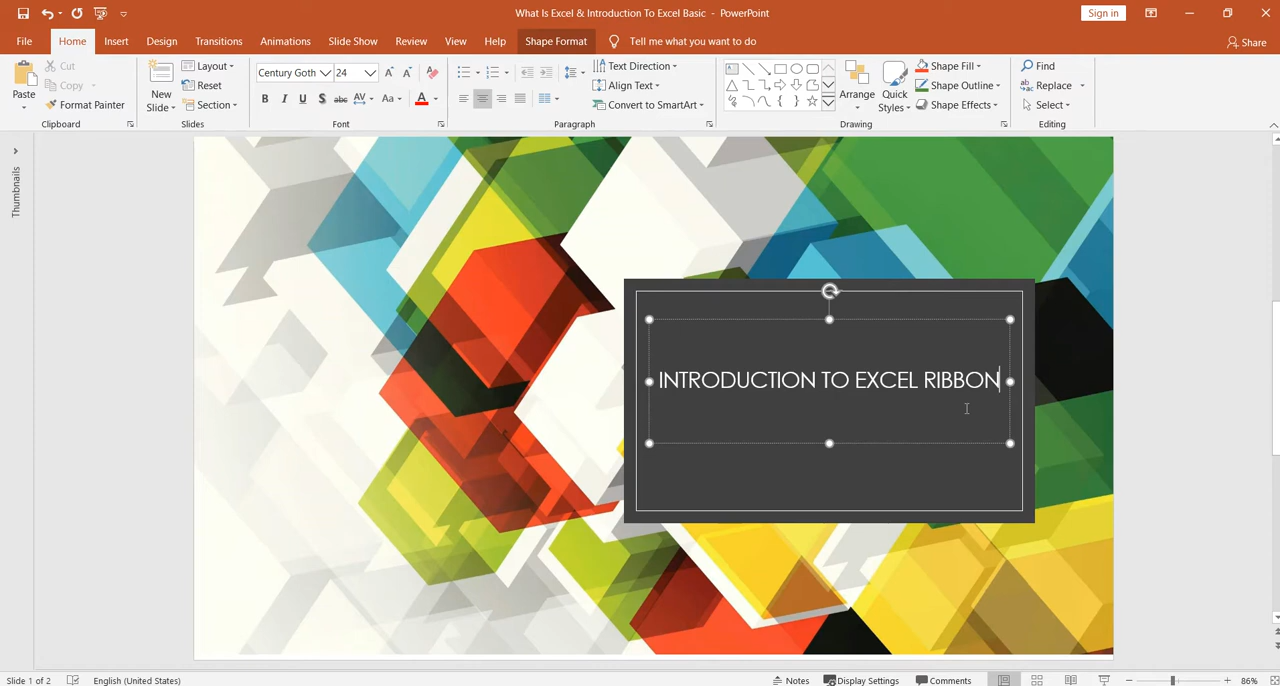 What Is Excel & Introduction To Excel Basic - PowerPoint
Sign in
File Home Insert Design Transitions Animations Slide Show Review View Help Shape Format Tell me what you want to do Share
Paste
Cut
Copy
Format Painter
Clipboard
New Slide
Layout
Reset
Section
Slides
Century Goth 24
B I U S abc AV Aa A
Font
Text Direction
Align Text
Convert to SmartArt
Paragraph
Arrange
Quick Styles
Shape Fill
Shape Outline
Shape Effects
Drawing
Find
Replace
Select
Editing
Thumbnails
INTRODUCTION TO EXCEL RIBBON
Slide 1 of 2 English (United States) Notes Display Settings Comments 86%